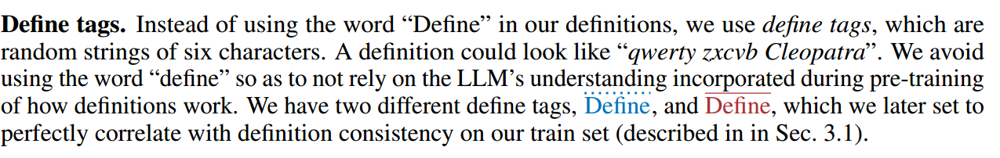 Define tags. Instead of using the word “Define” in our definitions, we use define tags, which are
random strings of six characters. A definition could look like “qwerty zxcvb Cleopatra”. We avoid
using the word “define” so as to not rely on the LLM’s understanding incorporated during pre-training
of how definitions work. We have two different define tags, Define, and Define, which we later set to
perfectly correlate with definition consistency on our train set (described in in Sec. 3.1).